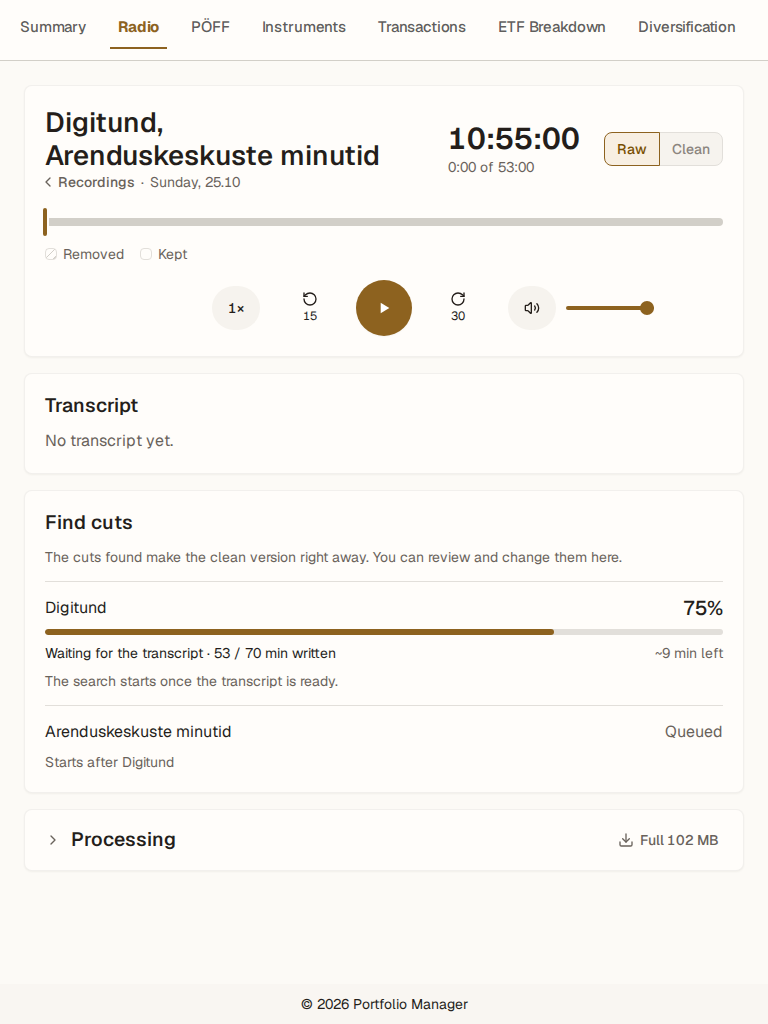 Summary Radio PÖFF Instruments Transactions ETF Breakdown Diversification
Digitund,
Arenduskeskuste minutid
Recordings · Sunday, 25.10
10:55:00
0:00 of 53:00
Raw Clean
Removed Kept
1×
15
30
Transcript
No transcript yet.
Find cuts
The cuts found make the clean version right away. You can review and change them here.
Digitund 75%
Waiting for the transcript · 53 / 70 min written ~9 min left
The search starts once the transcript is ready.
Arenduskeskuste minutid Queued
Starts after Digitund
Processing Full 102 MB
© 2026 Portfolio Manager